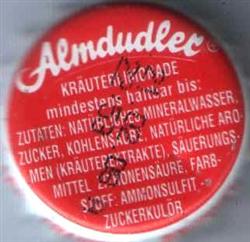 Almdudler®
KRÄUTERLIMONADE
mindestens haltbar bis:
ZUTATEN: NATÜRLICHES MINERALWASSER,
ZUCKER, KOHLENSÄURE, NATÜRLICHE ARO-
MEN (KRÄUTEREXTRAKTE), SÄUERUNGS-
MITTEL ZITRONENSÄURE, FARB-
STOFF: AMMONSULFIT-
ZUCKERKULÖR